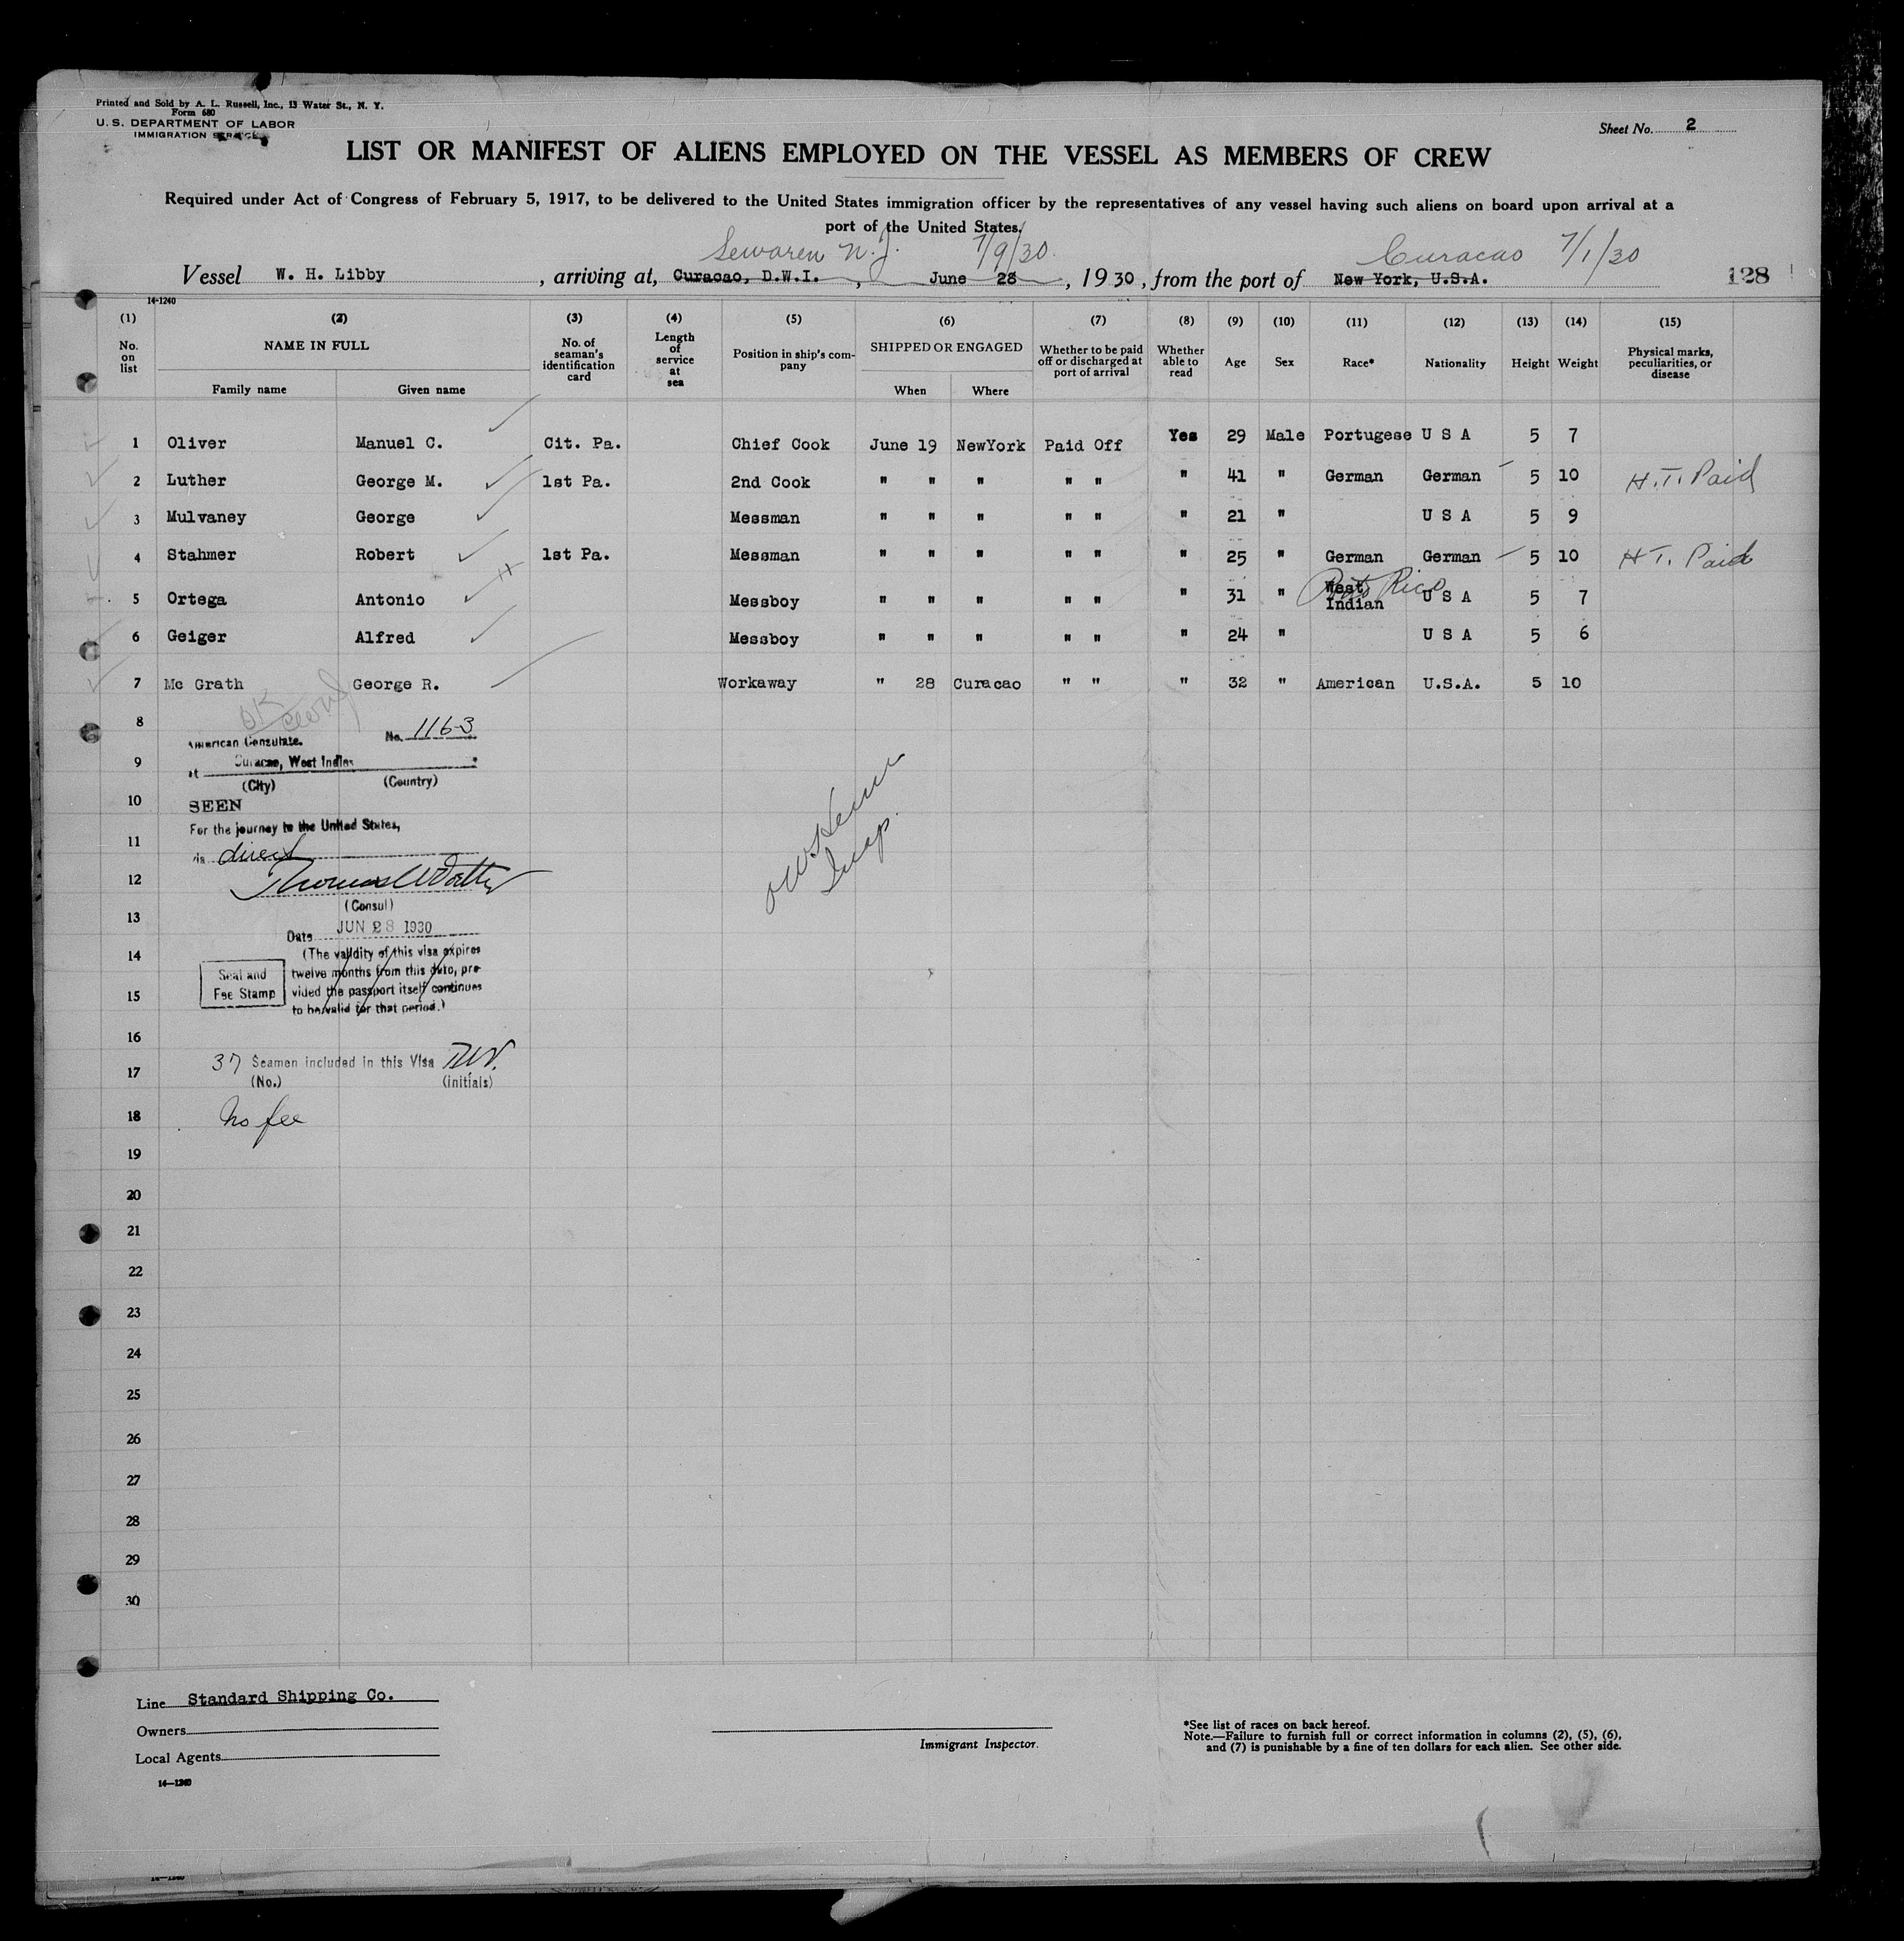 Printed and Sold by A. L. Russell, Inc., 13 Water St., N. Y.
Form 680
U. S. DEPARTMENT OF LABOR
IMMIGRATION SERVICE
Sheet No. 2
LIST OR MANIFEST OF ALIENS EMPLOYED ON THE VESSEL AS MEMBERS OF CREW
Required under Act of Congress of February 5, 1917, to be delivered to the United States immigration officer by the representatives of any vessel having such aliens on board upon arrival at a
port of the United States.
Sewaren N.J. 7/9/30. Curacao 7/1/30
Vessel W. H. Libby, arriving at, Curacao, D.W.I., June 28, 1930, from the port of New York, U.S.A. 128
14-1240
(1) (2) (3) (4) (5) (6) (7) (8) (9) (10) (11) (12) (13) (14) (15)
No. on list NAME IN FULL Family name Given name No. of seaman's identification card Length of service at sea Position in ship's company SHIPPED OR ENGAGED When Where Whether to be paid off or discharged at port of arrival Whether able to read Age Sex Race* Nationality Height Weight Physical marks, peculiarities, or disease
1 Oliver Manuel C. Cit. Pa. Chief Cook June 19 NewYork Paid Off Yes 29 Male Portugese U S A 5 7
2 Luther George M. 1st Pa. 2nd Cook " " " " " " 41 " German German 5 10 H.T. Paid
3 Mulvaney George Messman " " " " " " 21 " U S A 5 9
4 Stahmer Robert 1st Pa. Messman " " " " " " 25 " German German 5 10 H T. Paid
5 Ortega Antonio Messboy " " " " " " 31 " West Indian Porto Rico U S A 5 7
6 Geiger Alfred Messboy " " " " " " 24 " U S A 5 6
7 Mc Grath George R. Workaway " 28 Curacao " " " 32 " American U.S.A. 5 10
8
OK
American Consulate. No. 1163
9
at Curacao, West Indies
(City) (Country)
10
SEEN
For the journey to the United States,
11
via direct
12
(Consul)
13
Date JUN 28 1930
14
(The validity of this visa expires
twelve months from this date, pro-
vided the passport itself continues
to be valid for that period.)
Seal and
Fee Stamp
15
16
37 Seamen included in this Visa
17
(No.) (initials)
18
No fee
19
20
21
22
23
24
25
26
27
28
29
30
Insp.
Line Standard Shipping Co.
Owners
Local Agents
14—1240
Immigrant Inspector.
*See list of races on back hereof.
Note.—Failure to furnish full or correct information in columns (2), (5), (6),
and (7) is punishable by a fine of ten dollars for each alien. See other side.